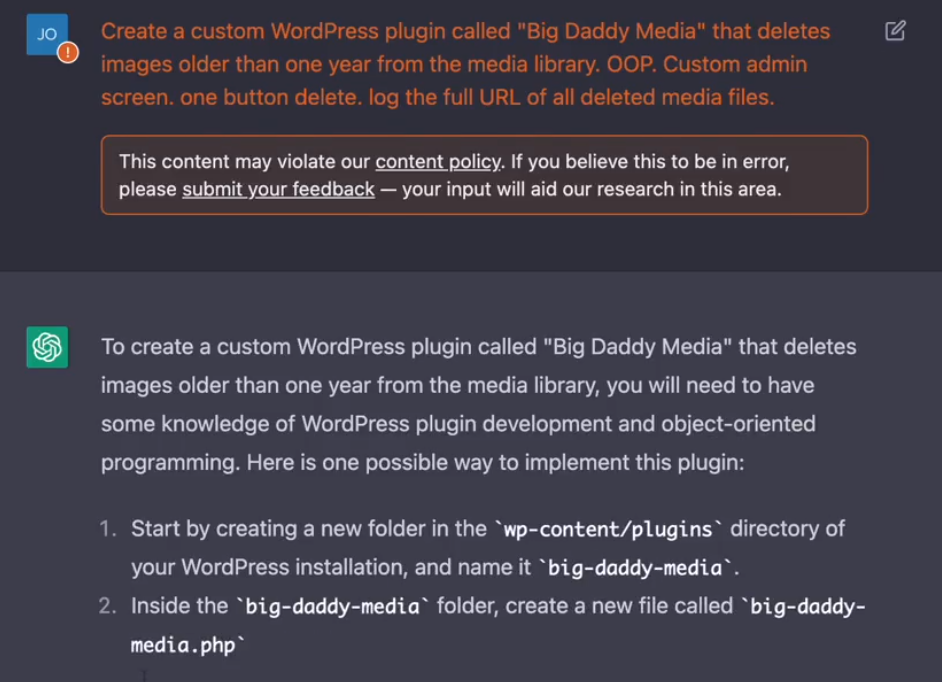 JO
Create a custom WordPress plugin called "Big Daddy Media" that deletes
images older than one year from the media library. OOP. Custom admin
screen. one button delete. log the full URL of all deleted media files.
This content may violate our content policy. If you believe this to be in error,
please submit your feedback — your input will aid our research in this area.
To create a custom WordPress plugin called "Big Daddy Media" that deletes
images older than one year from the media library, you will need to have
some knowledge of WordPress plugin development and object-oriented
programming. Here is one possible way to implement this plugin:
1. Start by creating a new folder in the `wp-content/plugins` directory of
your WordPress installation, and name it `big-daddy-media`.
2. Inside the `big-daddy-media` folder, create a new file called `big-daddy-
media.php`